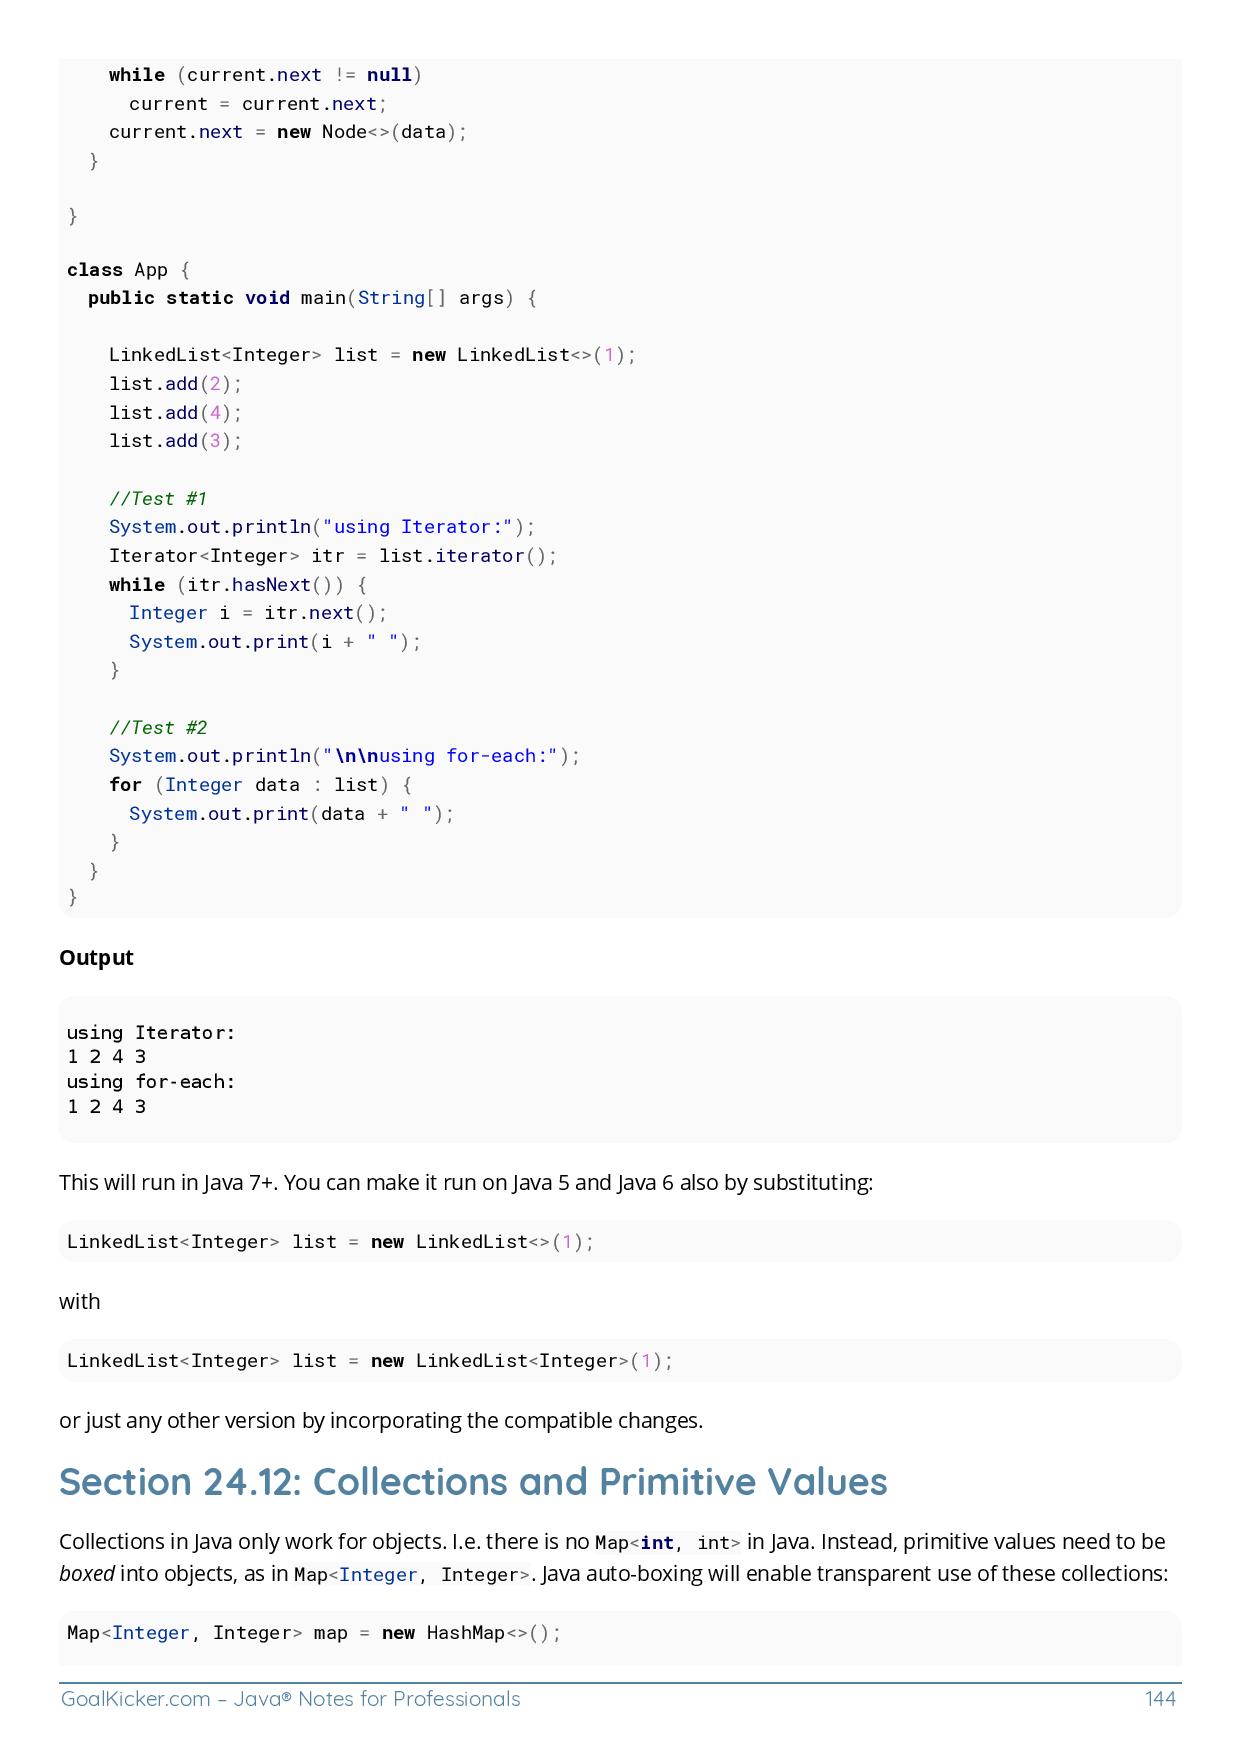 while (current.next != null)
      current = current.next;
    current.next = new Node<>(data);
  }

}

class App {
  public static void main(String[] args) {

    LinkedList<Integer> list = new LinkedList<>(1);
    list.add(2);
    list.add(4);
    list.add(3);

    //Test #1
    System.out.println("using Iterator:");
    Iterator<Integer> itr = list.iterator();
    while (itr.hasNext()) {
      Integer i = itr.next();
      System.out.print(i + " ");
    }

    //Test #2
    System.out.println("\n\nusing for-each:");
    for (Integer data : list) {
      System.out.print(data + " ");
    }
  }
}
Output
using Iterator:
1 2 4 3
using for-each:
1 2 4 3
This will run in Java 7+. You can make it run on Java 5 and Java 6 also by substituting:
LinkedList<Integer> list = new LinkedList<>(1);
with
LinkedList<Integer> list = new LinkedList<Integer>(1);
or just any other version by incorporating the compatible changes.
Section 24.12: Collections and Primitive Values
Collections in Java only work for objects. I.e. there is no Map<int, int> in Java. Instead, primitive values need to be
boxed into objects, as in Map<Integer, Integer>. Java auto-boxing will enable transparent use of these collections:
Map<Integer, Integer> map = new HashMap<>();
GoalKicker.com – Java® Notes for Professionals 144